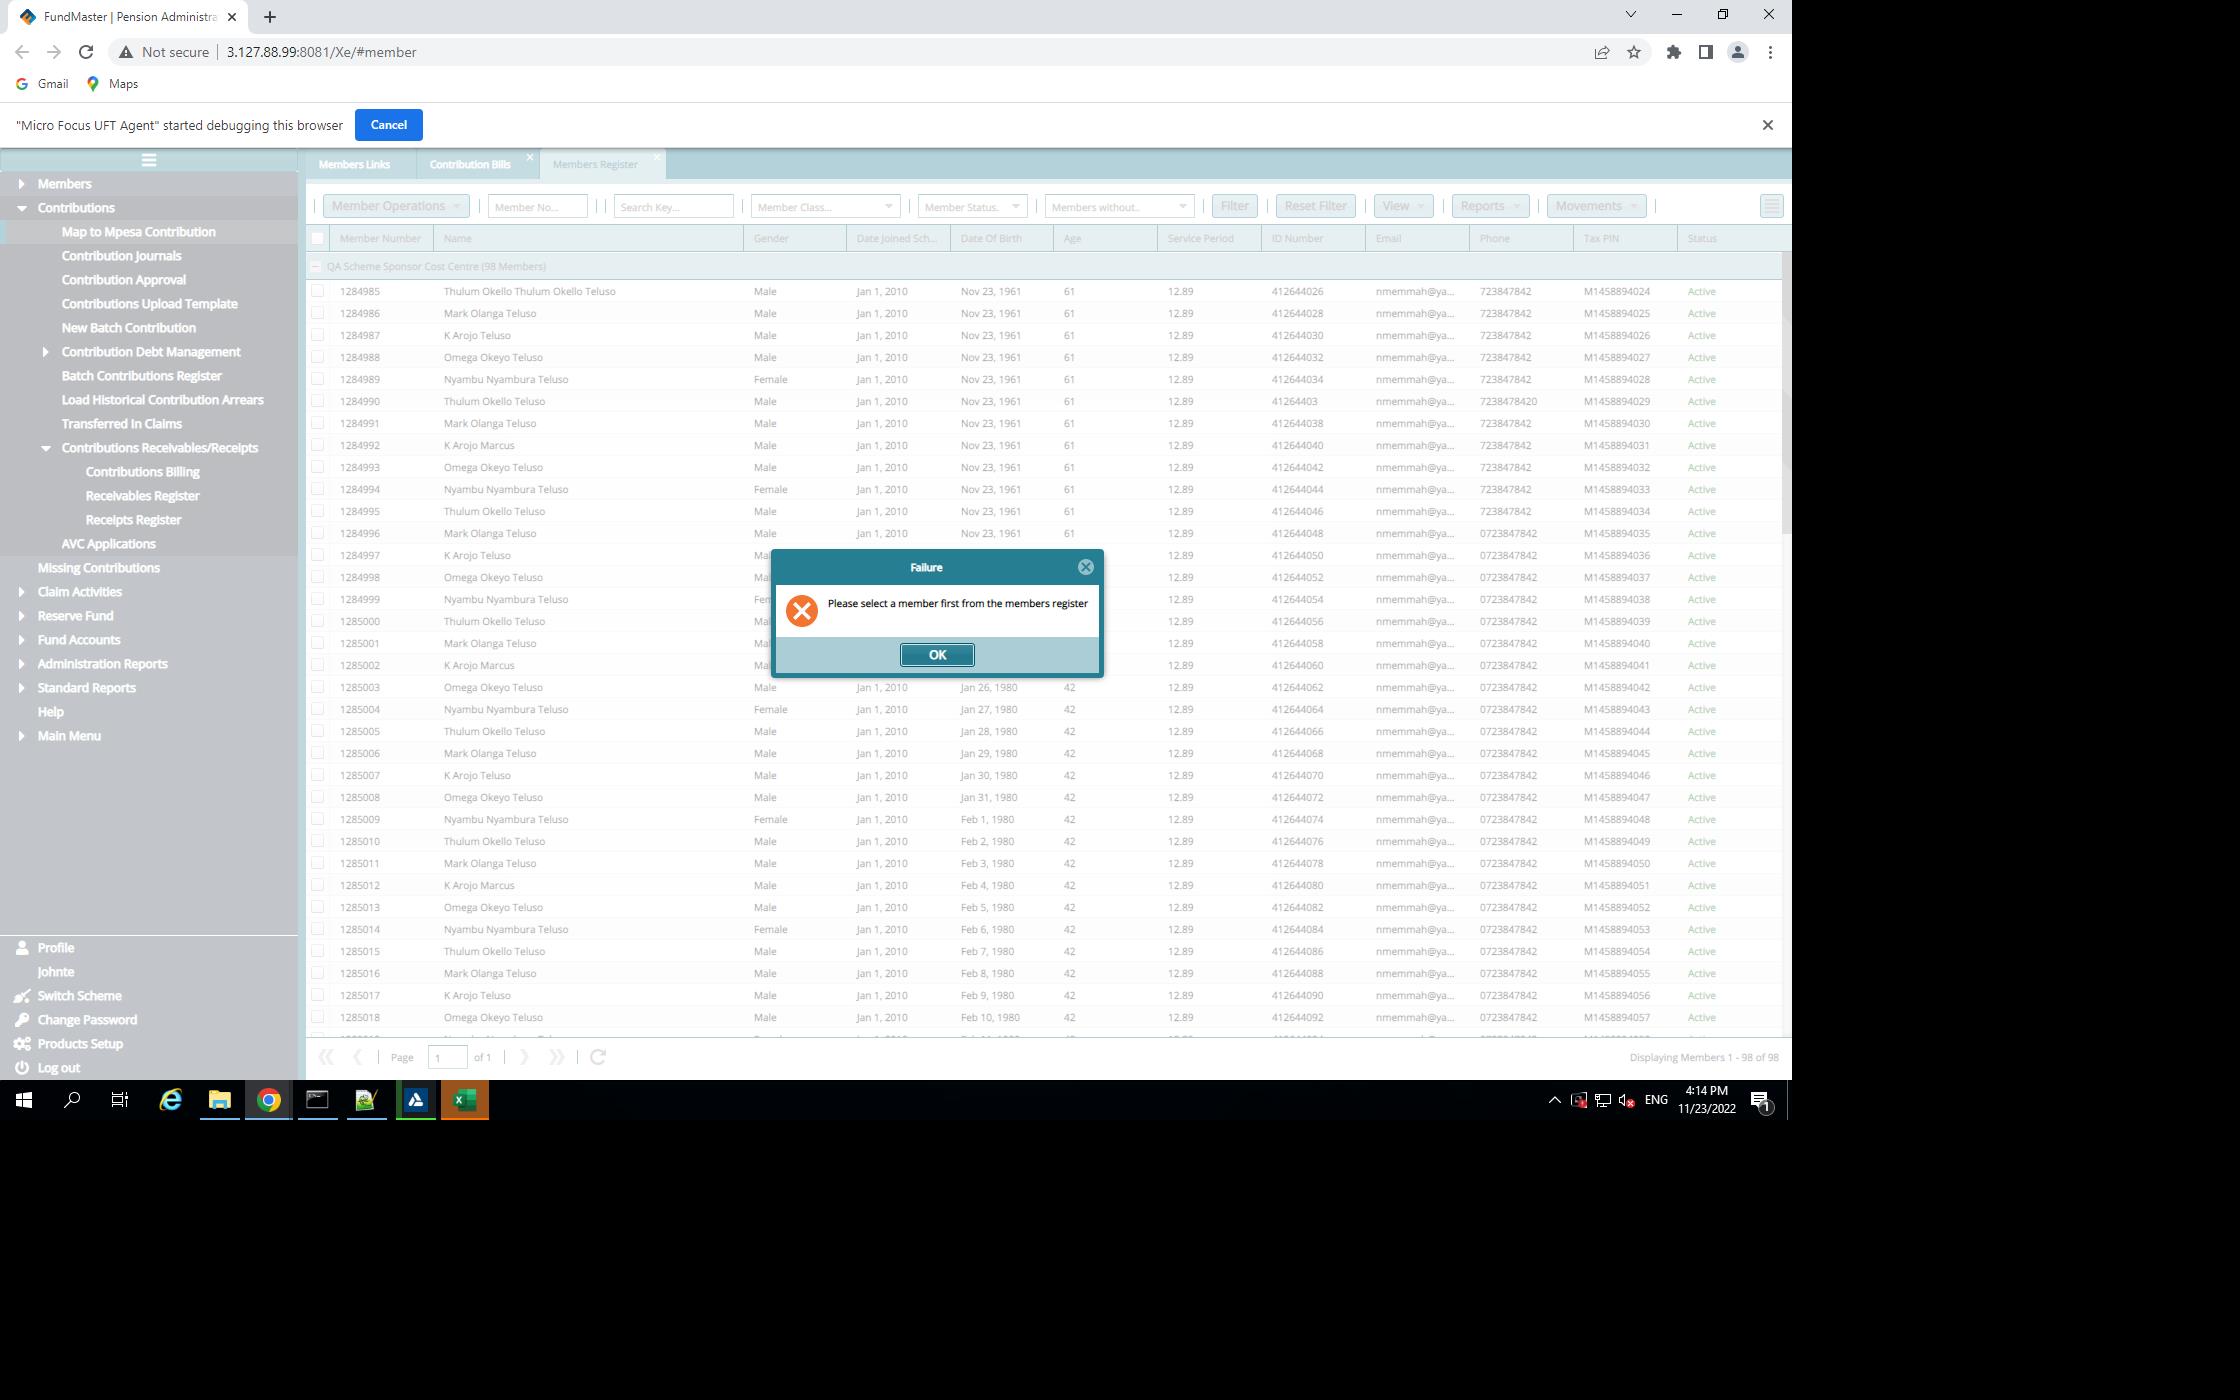 FundMaster | Pension Administra
Not secure 3.127.88.99:8081/Xe/#member
Gmail Maps
"Micro Focus UFT Agent" started debugging this browser Cancel
Members
Contributions
Map to Mpesa Contribution
Contribution Journals
Contribution Approval
Contributions Upload Template
New Batch Contribution
Contribution Debt Management
Batch Contributions Register
Load Historical Contribution Arrears
Transferred In Claims
Contributions Receivables/Receipts
Contributions Billing
Receivables Register
Receipts Register
AVC Applications
Missing Contributions
Claim Activities
Reserve Fund
Fund Accounts
Administration Reports
Standard Reports
Help
Main Menu
Profile
Johnte
Switch Scheme
Change Password
Products Setup
Log out
Members Links Contribution Bills Members Register
Member Operations Member No... Search Key... Member Class... Member Status. Members without.. Filter Reset Filter View Reports Movements
Member Number Name Gender Date Joined Sch... Date Of Birth Age Service Period ID Number Email Phone Tax PIN Status
QA Scheme Sponsor Cost Centre (98 Members)
1284985 Thulum Okello Thulum Okello Teluso Male Jan 1, 2010 Nov 23, 1961 61 12.89 412644026 nmemmah@ya... 723847842 M1458894024 Active
1284986 Mark Olanga Teluso Male Jan 1, 2010 Nov 23, 1961 61 12.89 412644028 nmemmah@ya... 723847842 M1458894025 Active
1284987 K Arojo Teluso Male Jan 1, 2010 Nov 23, 1961 61 12.89 412644030 nmemmah@ya... 723847842 M1458894026 Active
1284988 Omega Okeyo Teluso Male Jan 1, 2010 Nov 23, 1961 61 12.89 412644032 nmemmah@ya... 723847842 M1458894027 Active
1284989 Nyambu Nyambura Teluso Female Jan 1, 2010 Nov 23, 1961 61 12.89 412644034 nmemmah@ya... 723847842 M1458894028 Active
1284990 Thulum Okello Teluso Male Jan 1, 2010 Nov 23, 1961 61 12.89 41264403 nmemmah@ya... 7238478420 M1458894029 Active
1284991 Mark Olanga Teluso Male Jan 1, 2010 Nov 23, 1961 61 12.89 412644038 nmemmah@ya... 723847842 M1458894030 Active
1284992 K Arojo Marcus Male Jan 1, 2010 Nov 23, 1961 61 12.89 412644040 nmemmah@ya... 723847842 M1458894031 Active
1284993 Omega Okeyo Teluso Male Jan 1, 2010 Nov 23, 1961 61 12.89 412644042 nmemmah@ya... 723847842 M1458894032 Active
1284994 Nyambu Nyambura Teluso Female Jan 1, 2010 Nov 23, 1961 61 12.89 412644044 nmemmah@ya... 723847842 M1458894033 Active
1284995 Thulum Okello Teluso Male Jan 1, 2010 Nov 23, 1961 61 12.89 412644046 nmemmah@ya... 723847842 M1458894034 Active
1284996 Mark Olanga Teluso Male Jan 1, 2010 Nov 23, 1961 61 12.89 412644048 nmemmah@ya... 0723847842 M1458894035 Active
1284997 K Arojo Teluso 12.89 412644050 nmemmah@ya... 0723847842 M1458894036 Active
1284998 Omega Okeyo Teluso 12.89 412644052 nmemmah@ya... 0723847842 M1458894037 Active
1284999 Nyambu Nyambura Teluso 12.89 412644054 nmemmah@ya... 0723847842 M1458894038 Active
1285000 Thulum Okello Teluso 12.89 412644056 nmemmah@ya... 0723847842 M1458894039 Active
1285001 Mark Olanga Teluso 12.89 412644058 nmemmah@ya... 0723847842 M1458894040 Active
1285002 K Arojo Marcus 12.89 412644060 nmemmah@ya... 0723847842 M1458894041 Active
1285003 Omega Okeyo Teluso Male Jan 1, 2010 Jan 26, 1980 42 12.89 412644062 nmemmah@ya... 0723847842 M1458894042 Active
1285004 Nyambu Nyambura Teluso Female Jan 1, 2010 Jan 27, 1980 42 12.89 412644064 nmemmah@ya... 0723847842 M1458894043 Active
1285005 Thulum Okello Teluso Male Jan 1, 2010 Jan 28, 1980 42 12.89 412644066 nmemmah@ya... 0723847842 M1458894044 Active
1285006 Mark Olanga Teluso Male Jan 1, 2010 Jan 29, 1980 42 12.89 412644068 nmemmah@ya... 0723847842 M1458894045 Active
1285007 K Arojo Teluso Male Jan 1, 2010 Jan 30, 1980 42 12.89 412644070 nmemmah@ya... 0723847842 M1458894046 Active
1285008 Omega Okeyo Teluso Male Jan 1, 2010 Jan 31, 1980 42 12.89 412644072 nmemmah@ya... 0723847842 M1458894047 Active
1285009 Nyambu Nyambura Teluso Female Jan 1, 2010 Feb 1, 1980 42 12.89 412644074 nmemmah@ya... 0723847842 M1458894048 Active
1285010 Thulum Okello Teluso Male Jan 1, 2010 Feb 2, 1980 42 12.89 412644076 nmemmah@ya... 0723847842 M1458894049 Active
1285011 Mark Olanga Teluso Male Jan 1, 2010 Feb 3, 1980 42 12.89 412644078 nmemmah@ya... 0723847842 M1458894050 Active
1285012 K Arojo Marcus Male Jan 1, 2010 Feb 4, 1980 42 12.89 412644080 nmemmah@ya... 0723847842 M1458894051 Active
1285013 Omega Okeyo Teluso Male Jan 1, 2010 Feb 5, 1980 42 12.89 412644082 nmemmah@ya... 0723847842 M1458894052 Active
1285014 Nyambu Nyambura Teluso Female Jan 1, 2010 Feb 6, 1980 42 12.89 412644084 nmemmah@ya... 0723847842 M1458894053 Active
1285015 Thulum Okello Teluso Male Jan 1, 2010 Feb 7, 1980 42 12.89 412644086 nmemmah@ya... 0723847842 M1458894054 Active
1285016 Mark Olanga Teluso Male Jan 1, 2010 Feb 8, 1980 42 12.89 412644088 nmemmah@ya... 0723847842 M1458894055 Active
1285017 K Arojo Teluso Male Jan 1, 2010 Feb 9, 1980 42 12.89 412644090 nmemmah@ya... 0723847842 M1458894056 Active
1285018 Omega Okeyo Teluso Male Jan 1, 2010 Feb 10, 1980 42 12.89 412644092 nmemmah@ya... 0723847842 M1458894057 Active
Failure
Please select a member first from the members register
OK
Page 1 of 1 Displaying Members 1 - 98 of 98
ENG 4:14 PM
11/23/2022 1